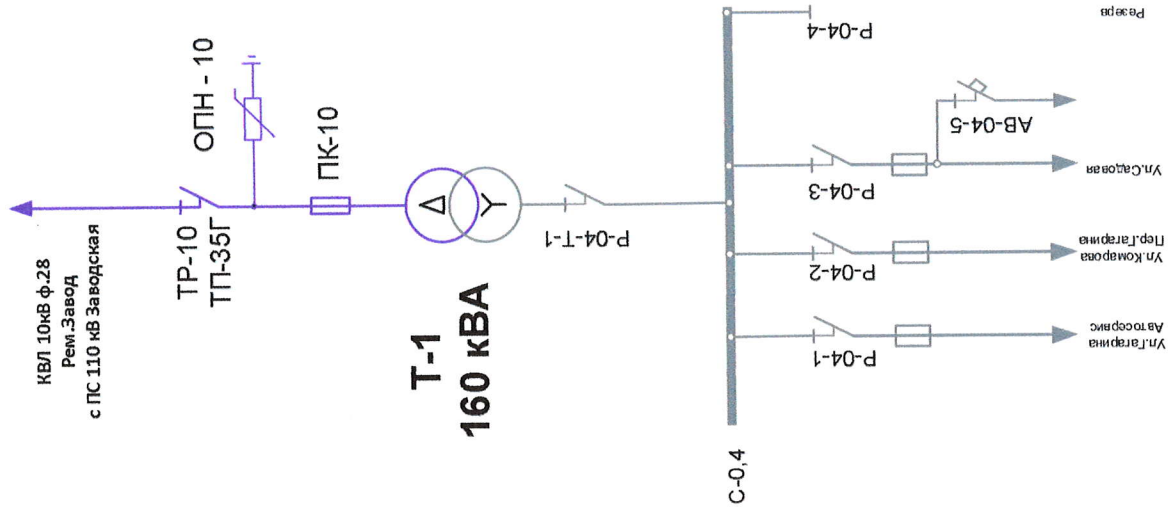 КВЛ 10кВ ф.28
Рем.Завод
с ПС 110 кВ Заводская
ТР-10
ТП-35Г
ОПН - 10
ПК-10
Т-1
160 кВА
Р-04-Т-1
С-0,4
Р-04-1
Р-04-2
Р-04-3
Р-04-4
АВ-04-5
Ул.Гагарина
Автосервис
Ул.Комарова
Пер.Гагарина
Ул.Садовая
Резерв